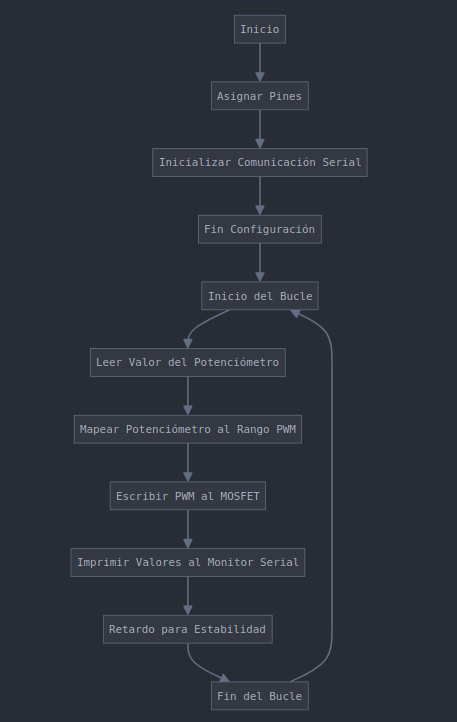 Inicio
Asignar Pines
Inicializar Comunicación Serial
Fin Configuración
Inicio del Bucle
Leer Valor del Potenciómetro
Mapear Potenciómetro al Rango PWM
Escribir PWM al MOSFET
Imprimir Valores al Monitor Serial
Retardo para Estabilidad
Fin del Bucle